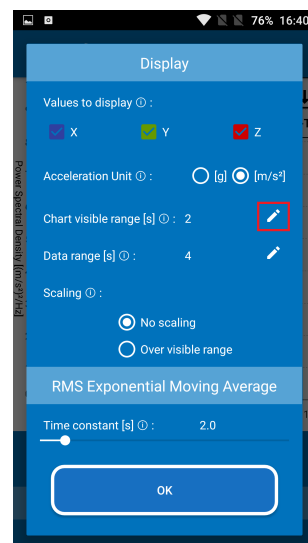 76% 16:40
Display
Values to display ⓘ :
X Y Z
Acceleration Unit ⓘ : [g] [m/s²]
Chart visible range [s] ⓘ : 2
Data range [s] ⓘ : 4
Scaling ⓘ :
No scaling
Over visible range
RMS Exponential Moving Average
Time constant [s] ⓘ : 2.0
OK
Power Spectral Density [(m/s²)²/Hz]